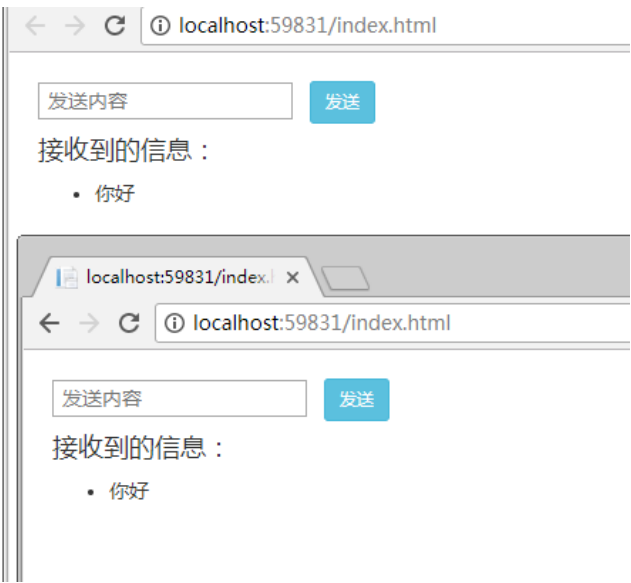 localhost:59831/index.html
发送内容 发送
接收到的信息：
• 你好
localhost:59831/index.
localhost:59831/index.html
发送内容 发送
接收到的信息：
• 你好